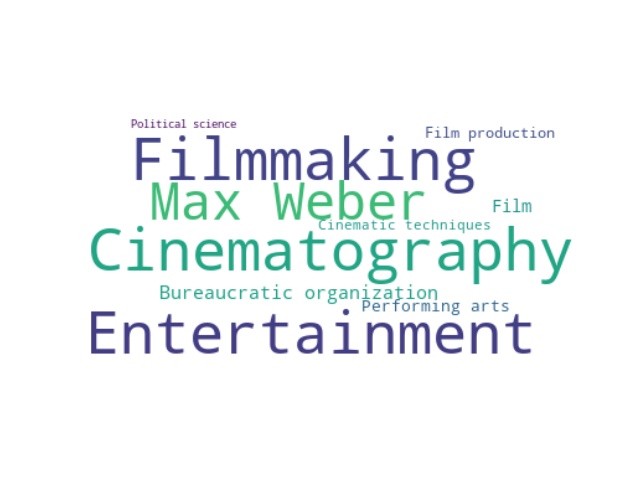 Political science
Film production
Filmmaking
Max Weber
Film
Cinematic techniques
Cinematography
Bureaucratic organization
Performing arts
Entertainment